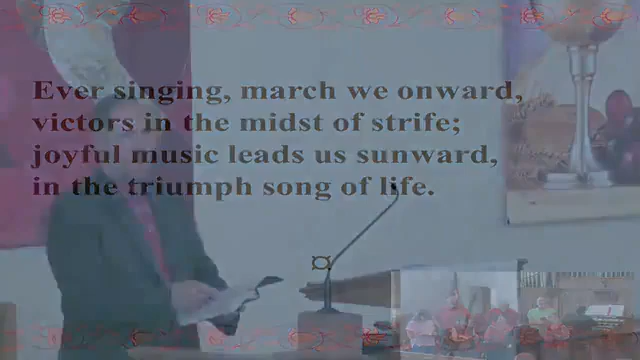 Ever singing, march we onward,
victors in the midst of strife;
joyful music leads us sunward,
in the triumph song of life.
¤